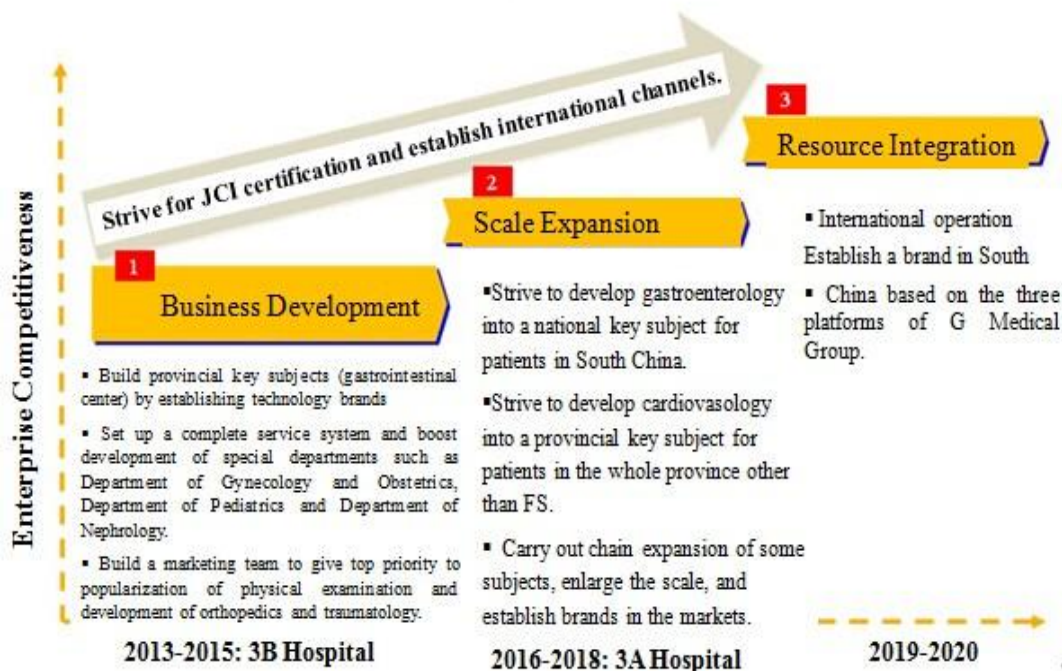 Enterprise Competitiveness
Strive for JCI certification and establish international channels.
1
Business Development
▪ Build provincial key subjects (gastrointestinal
center) by establishing technology brands
▪ Set up a complete service system and boost
development of special departments such as
Department of Gynecology and Obstetrics,
Department of Pediatrics and Department of
Nephrology.
▪ Build a marketing team to give top priority to
popularization of physical examination and
development of orthopedics and traumatology.
2013-2015: 3B Hospital
2
Scale Expansion
▪Strive to develop gastroenterology
into a national key subject for
patients in South China.
▪Strive to develop cardiovasology
into a provincial key subject for
patients in the whole province other
than FS.
▪ Carry out chain expansion of some
subjects, enlarge the scale, and
establish brands in the markets.
2016-2018: 3A Hospital
3
Resource Integration
▪ International operation
Establish a brand in South
▪ China based on the three
platforms of G Medical
Group.
2019-2020